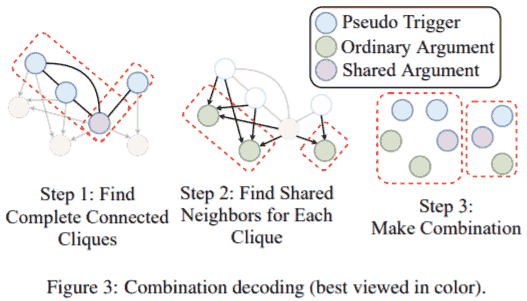 Pseudo Trigger
Ordinary Argument
Shared Argument
Step 1: Find
Complete Connected
Cliques
Step 2: Find Shared
Neighbors for Each
Clique
Step 3:
Make Combination
Figure 3: Combination decoding (best viewed in color).